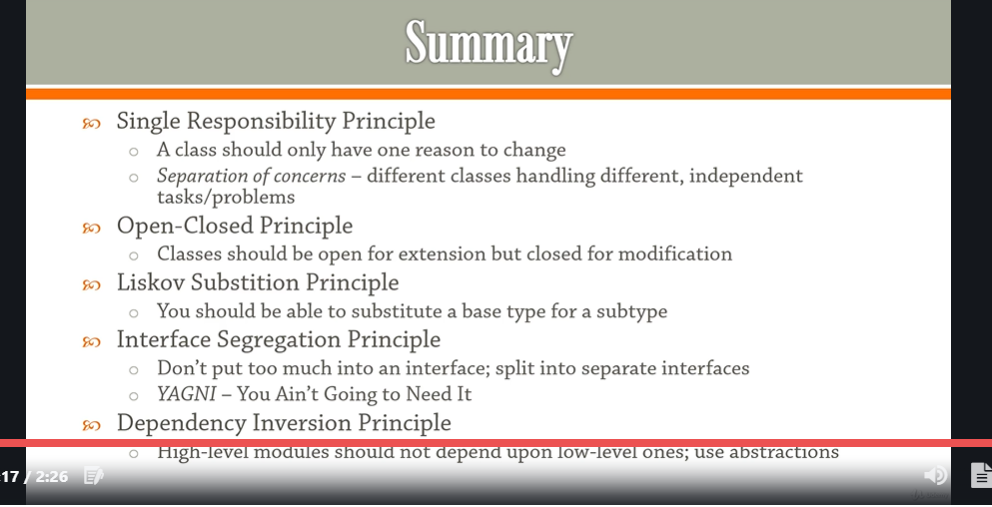 Summary
Single Responsibility Principle
A class should only have one reason to change
Separation of concerns – different classes handling different, independent
tasks/problems
Open-Closed Principle
Classes should be open for extension but closed for modification
Liskov Substition Principle
You should be able to substitute a base type for a subtype
Interface Segregation Principle
Don't put too much into an interface; split into separate interfaces
YAGNI – You Ain't Going to Need It
Dependency Inversion Principle
High-level modules should not depend upon low-level ones; use abstractions
:17 / 2:26